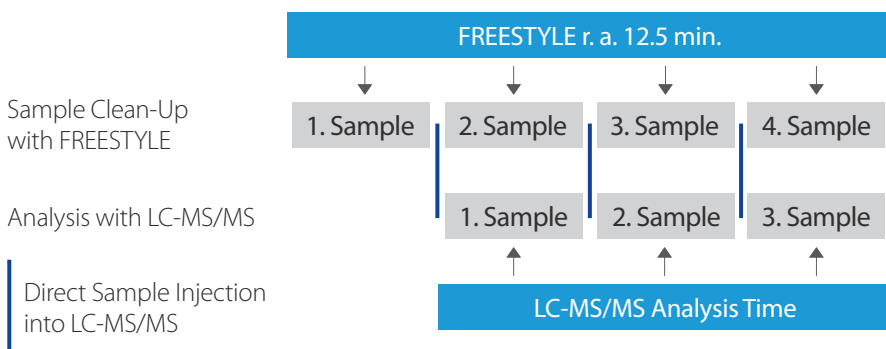 FREESTYLE r. a. 12.5 min.
Sample Clean-Up
with FREESTYLE
1. Sample 2. Sample 3. Sample 4. Sample
Analysis with LC-MS/MS
1. Sample 2. Sample 3. Sample
Direct Sample Injection
into LC-MS/MS
LC-MS/MS Analysis Time